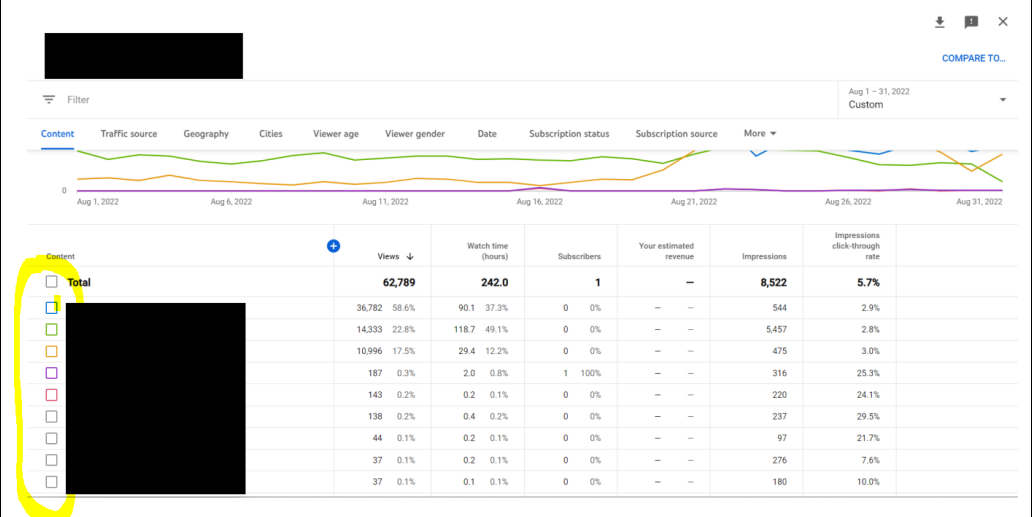 COMPARE TO...
Filter
Aug 1 – 31, 2022
Custom
Content Traffic source Geography Cities Viewer age Viewer gender Date Subscription status Subscription source More
0
Aug 1, 2022 Aug 6, 2022 Aug 11, 2022 Aug 16, 2022 Aug 21, 2022 Aug 26, 2022 Aug 31, 2022
Content Views Watch time (hours) Subscribers Your estimated revenue Impressions Impressions click-through rate
Total 62,789 242.0 1 — 8,522 5.7%
36,782 58.6% 90.1 37.3% 0 0% — — 544 2.9%
14,333 22.8% 118.7 49.1% 0 0% — — 5,457 2.8%
10,996 17.5% 29.4 12.2% 0 0% — — 475 3.0%
187 0.3% 2.0 0.8% 1 100% — — 316 25.3%
143 0.2% 0.2 0.1% 0 0% — — 220 24.1%
138 0.2% 0.4 0.2% 0 0% — — 237 29.5%
44 0.1% 0.2 0.1% 0 0% — — 97 21.7%
37 0.1% 0.2 0.1% 0 0% — — 276 7.6%
37 0.1% 0.1 0.1% 0 0% — — 180 10.0%